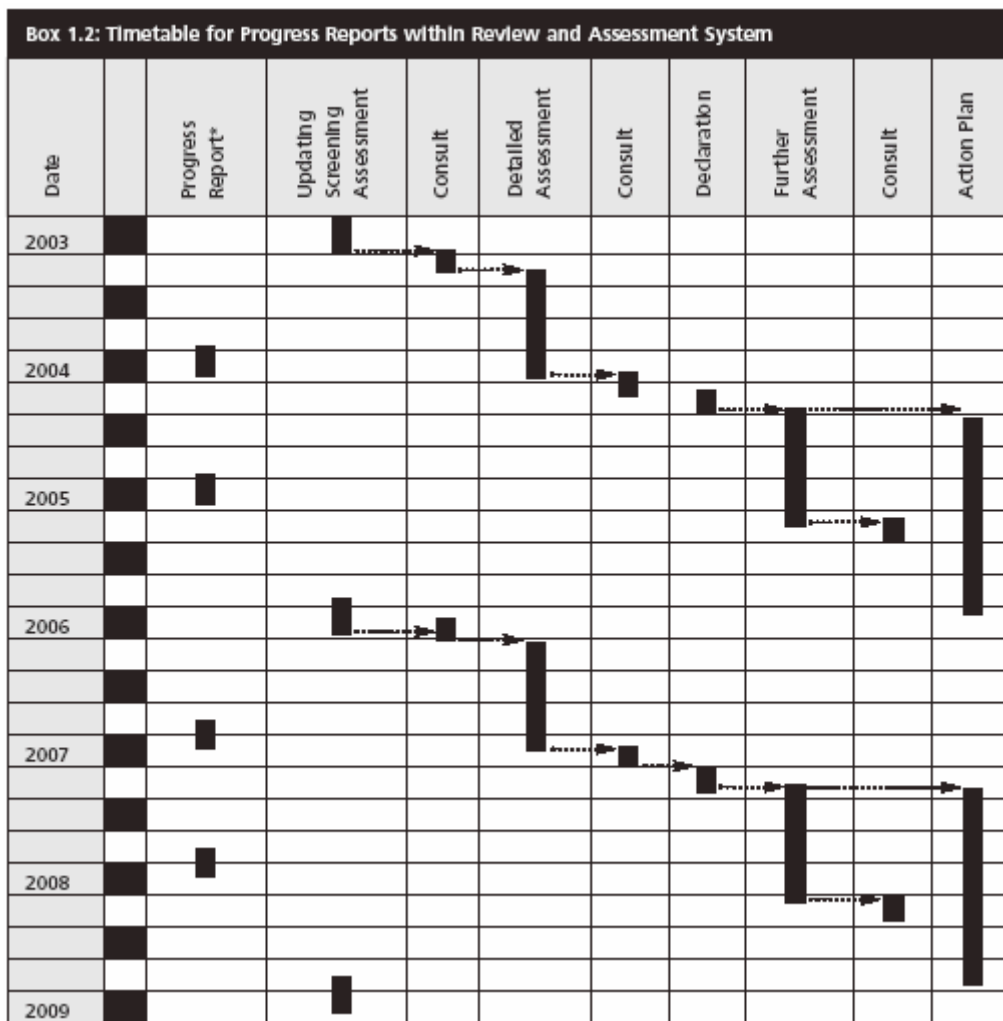 Box 1.2: Timetable for Progress Reports within Review and Assessment System
Date
Progress
Report*
Updating
Screening
Assessment
Consult
Detailed
Assessment
Consult
Declaration
Further
Assessment
Consult
Action Plan
2003
2004
2005
2006
2007
2008
2009